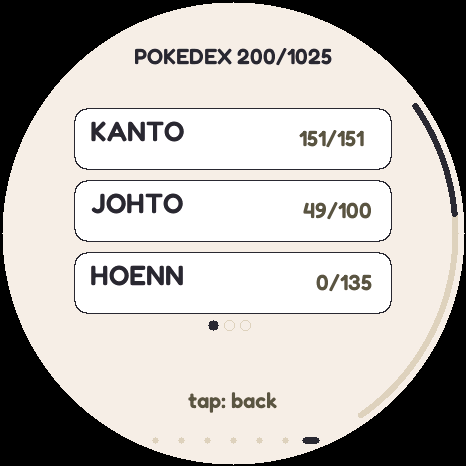 POKEDEX 200/1025
KANTO 151/151
JOHTO 49/100
HOENN 0/135
tap: back